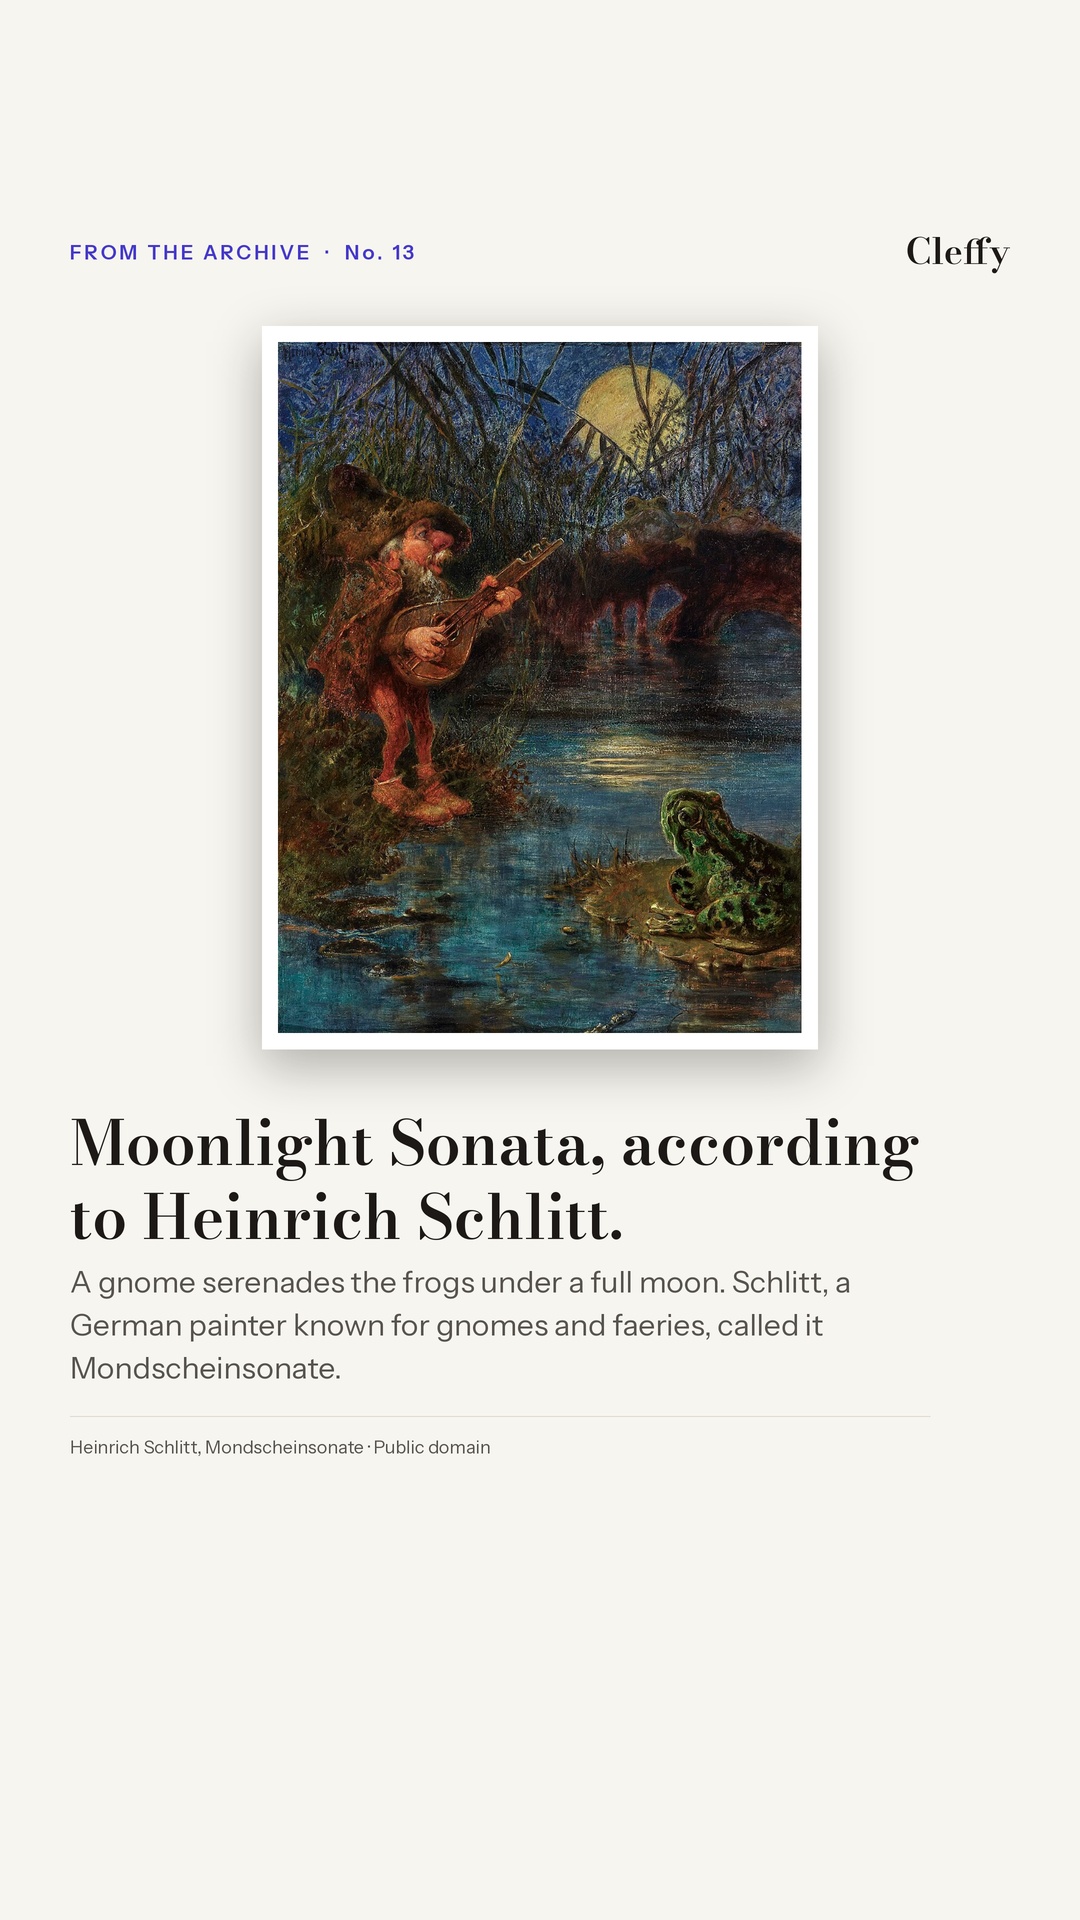 FROM THE ARCHIVE · No. 13
Cleffy
Moonlight Sonata, according
to Heinrich Schlitt.
A gnome serenades the frogs under a full moon. Schlitt, a
German painter known for gnomes and faeries, called it
Mondscheinsonate.
Heinrich Schlitt, Mondscheinsonate · Public domain